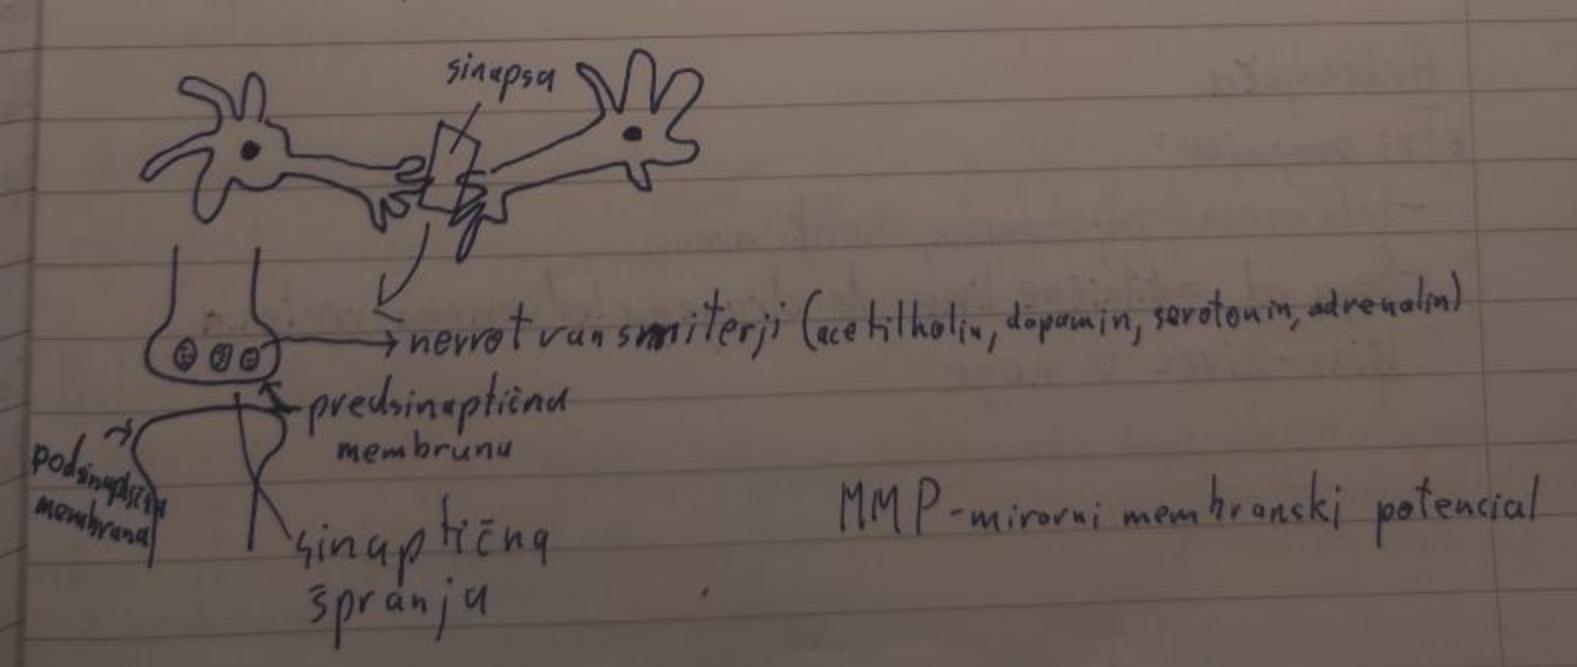 sinapsa
nevrotransmiterji (acetilholin, dopamin, serotonin, adrenalin)
predsinaptična
membrana
podsinaptična
membrana
sinaptična
špranja
MMP-mirovni membranski potencial